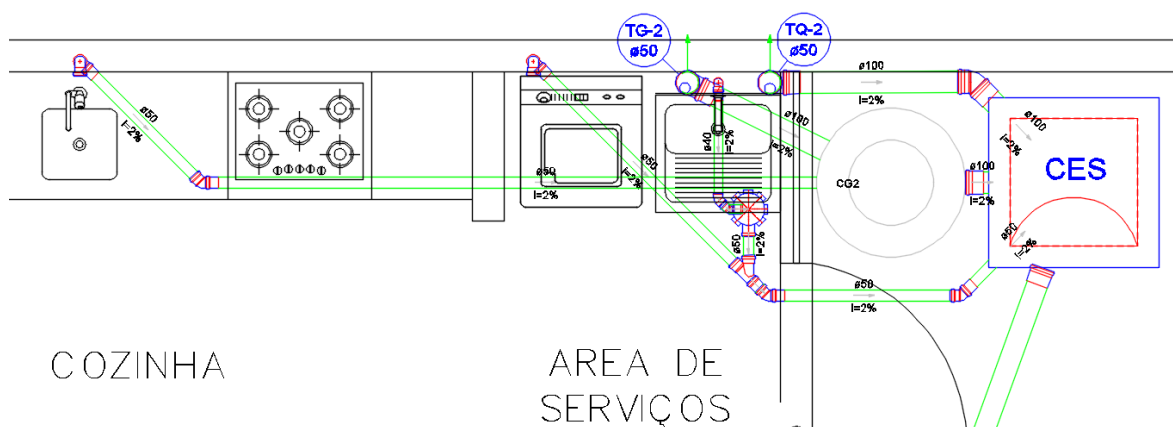 TG-2
ø50
TQ-2
ø50
ø100
I=2%
ø50
I=2%
ø100
I=2%
ø40
I=2%
ø100
I=2%
CES
ø50
I=2%
ø50
I=2%
CG2
ø100
I=2%
ø50
I=2%
ø50
I=2%
ø50
I=2%
COZINHA
AREA DE
SERVIÇOS